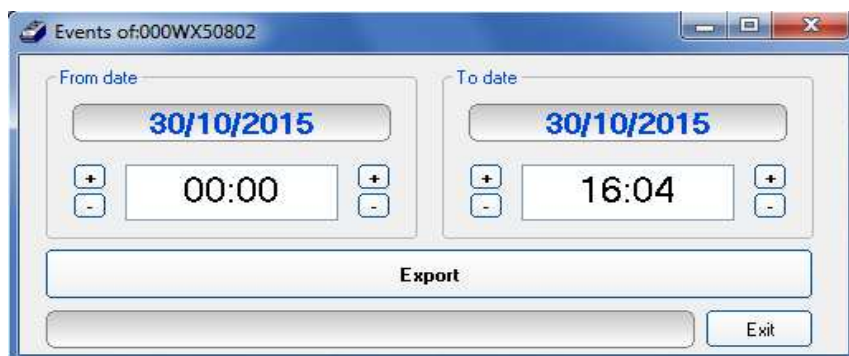 Events of:000WX50802
From date
To date
30/10/2015
30/10/2015
+
00:00
+
+
16:04
+
-
-
-
-
Export
Exit